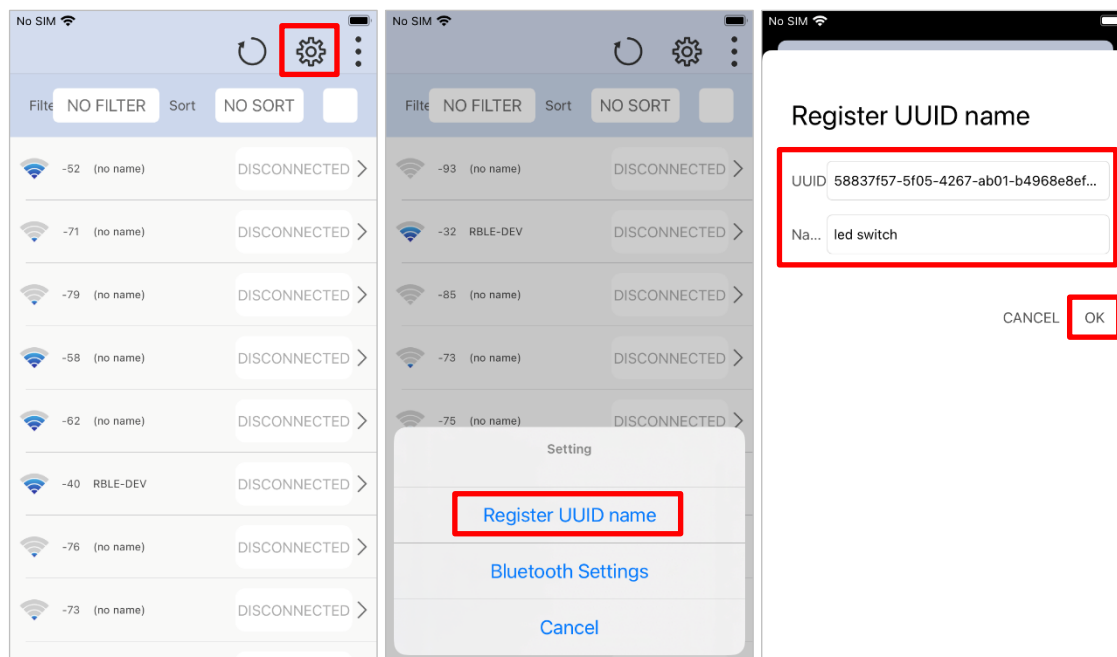 No SIM
Filte NO FILTER Sort NO SORT
-52 (no name) DISCONNECTED
-71 (no name) DISCONNECTED
-79 (no name) DISCONNECTED
-58 (no name) DISCONNECTED
-62 (no name) DISCONNECTED
-40 RBLE-DEV DISCONNECTED
-76 (no name) DISCONNECTED
-73 (no name) DISCONNECTED
No SIM
Filte NO FILTER Sort NO SORT
-93 (no name) DISCONNECTED
-32 RBLE-DEV DISCONNECTED
-85 (no name) DISCONNECTED
-73 (no name) DISCONNECTED
-75 (no name) DISCONNECTED
Setting
Register UUID name
Bluetooth Settings
Cancel
No SIM
Register UUID name
UUID 58837f57-5f05-4267-ab01-b4968e8ef...
Na... led switch
CANCEL OK